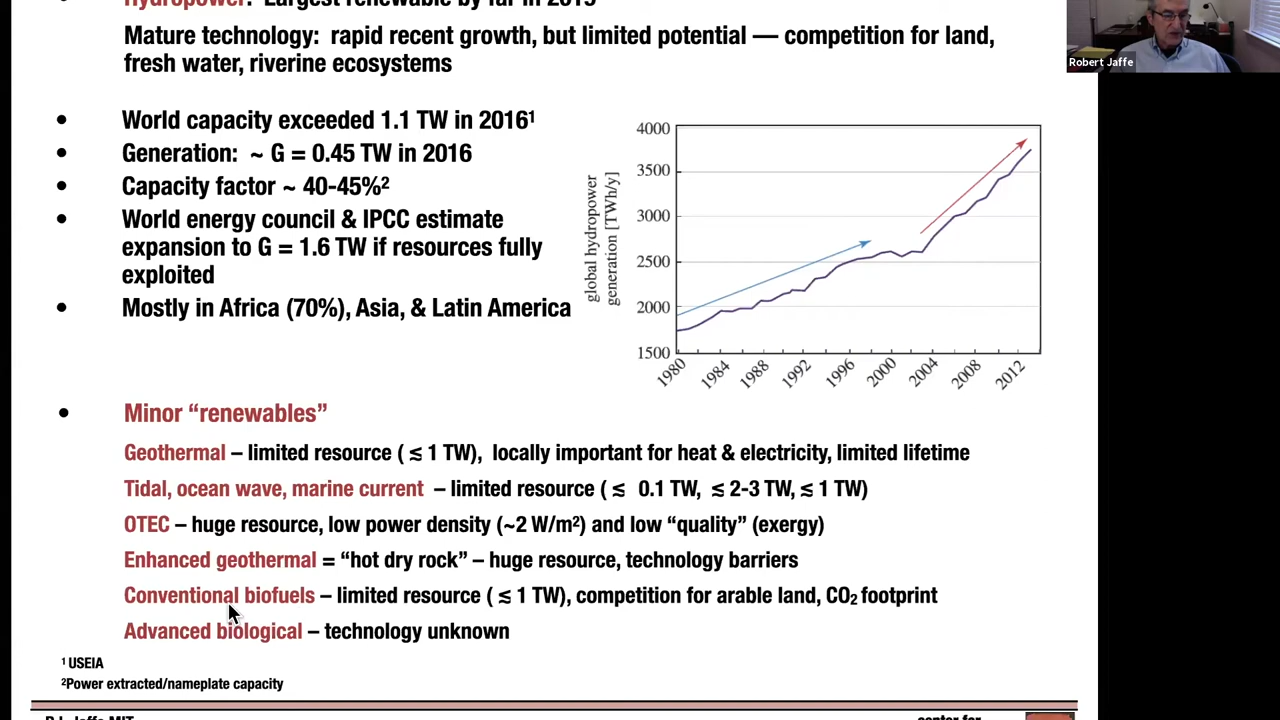 Hydropower: Largest renewable by far in 2019
Robert Jaffe
Mature technology: rapid recent growth, but limited potential — competition for land,
fresh water, riverine ecosystems
• World capacity exceeded 1.1 TW in 2016¹
• Generation: ~ G = 0.45 TW in 2016
• Capacity factor ~ 40-45%²
• World energy council & IPCC estimate
expansion to G = 1.6 TW if resources fully
exploited
• Mostly in Africa (70%), Asia, & Latin America
global hydropower
generation [TWh/y]
4000
3500
3000
2500
2000
1500
1980 1984 1988 1992 1996 2000 2004 2008 2012
• Minor “renewables”
Geothermal – limited resource ( ≲ 1 TW), locally important for heat & electricity, limited lifetime
Tidal, ocean wave, marine current – limited resource ( ≲ 0.1 TW, ≲ 2-3 TW, ≲ 1 TW)
OTEC – huge resource, low power density (~2 W/m²) and low “quality” (exergy)
Enhanced geothermal = “hot dry rock” – huge resource, technology barriers
Conventional biofuels – limited resource ( ≲ 1 TW), competition for arable land, CO₂ footprint
Advanced biological – technology unknown
¹ USEIA
²Power extracted/nameplate capacity
R L Jaffe MIT
center for